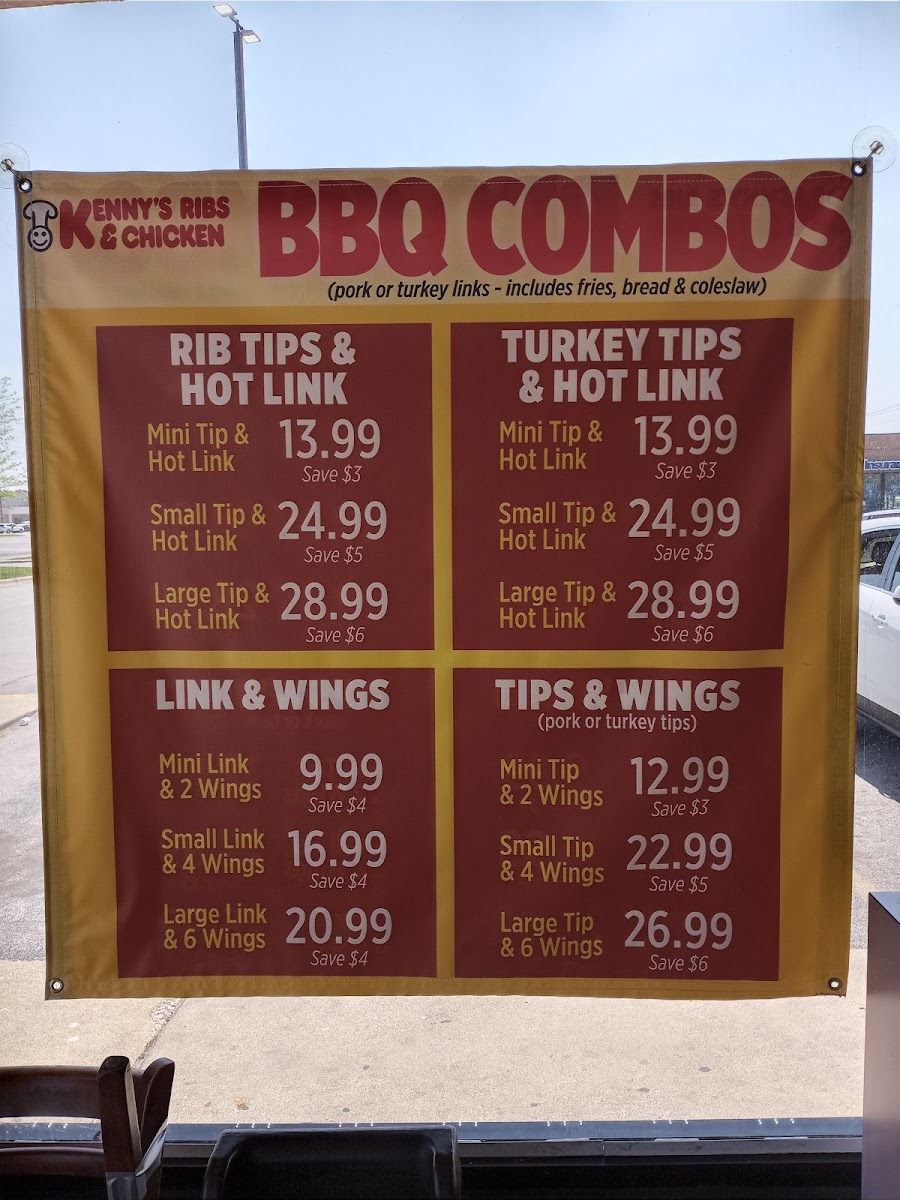 KENNY'S RIBS
& CHICKEN
BBQ COMBOS
(pork or turkey links - includes fries, bread & coleslaw)
RIB TIPS &
HOT LINK
Mini Tip &
Hot Link
13.99
Save $3
Small Tip &
Hot Link
24.99
Save $5
Large Tip &
Hot Link
28.99
Save $6
TURKEY TIPS
& HOT LINK
Mini Tip &
Hot Link
13.99
Save $3
Small Tip &
Hot Link
24.99
Save $5
Large Tip &
Hot Link
28.99
Save $6
LINK & WINGS
Mini Link
& 2 Wings
9.99
Save $4
Small Link
& 4 Wings
16.99
Save $4
Large Link
& 6 Wings
20.99
Save $4
TIPS & WINGS
(pork or turkey tips)
Mini Tip
& 2 Wings
12.99
Save $3
Small Tip
& 4 Wings
22.99
Save $5
Large Tip
& 6 Wings
26.99
Save $6